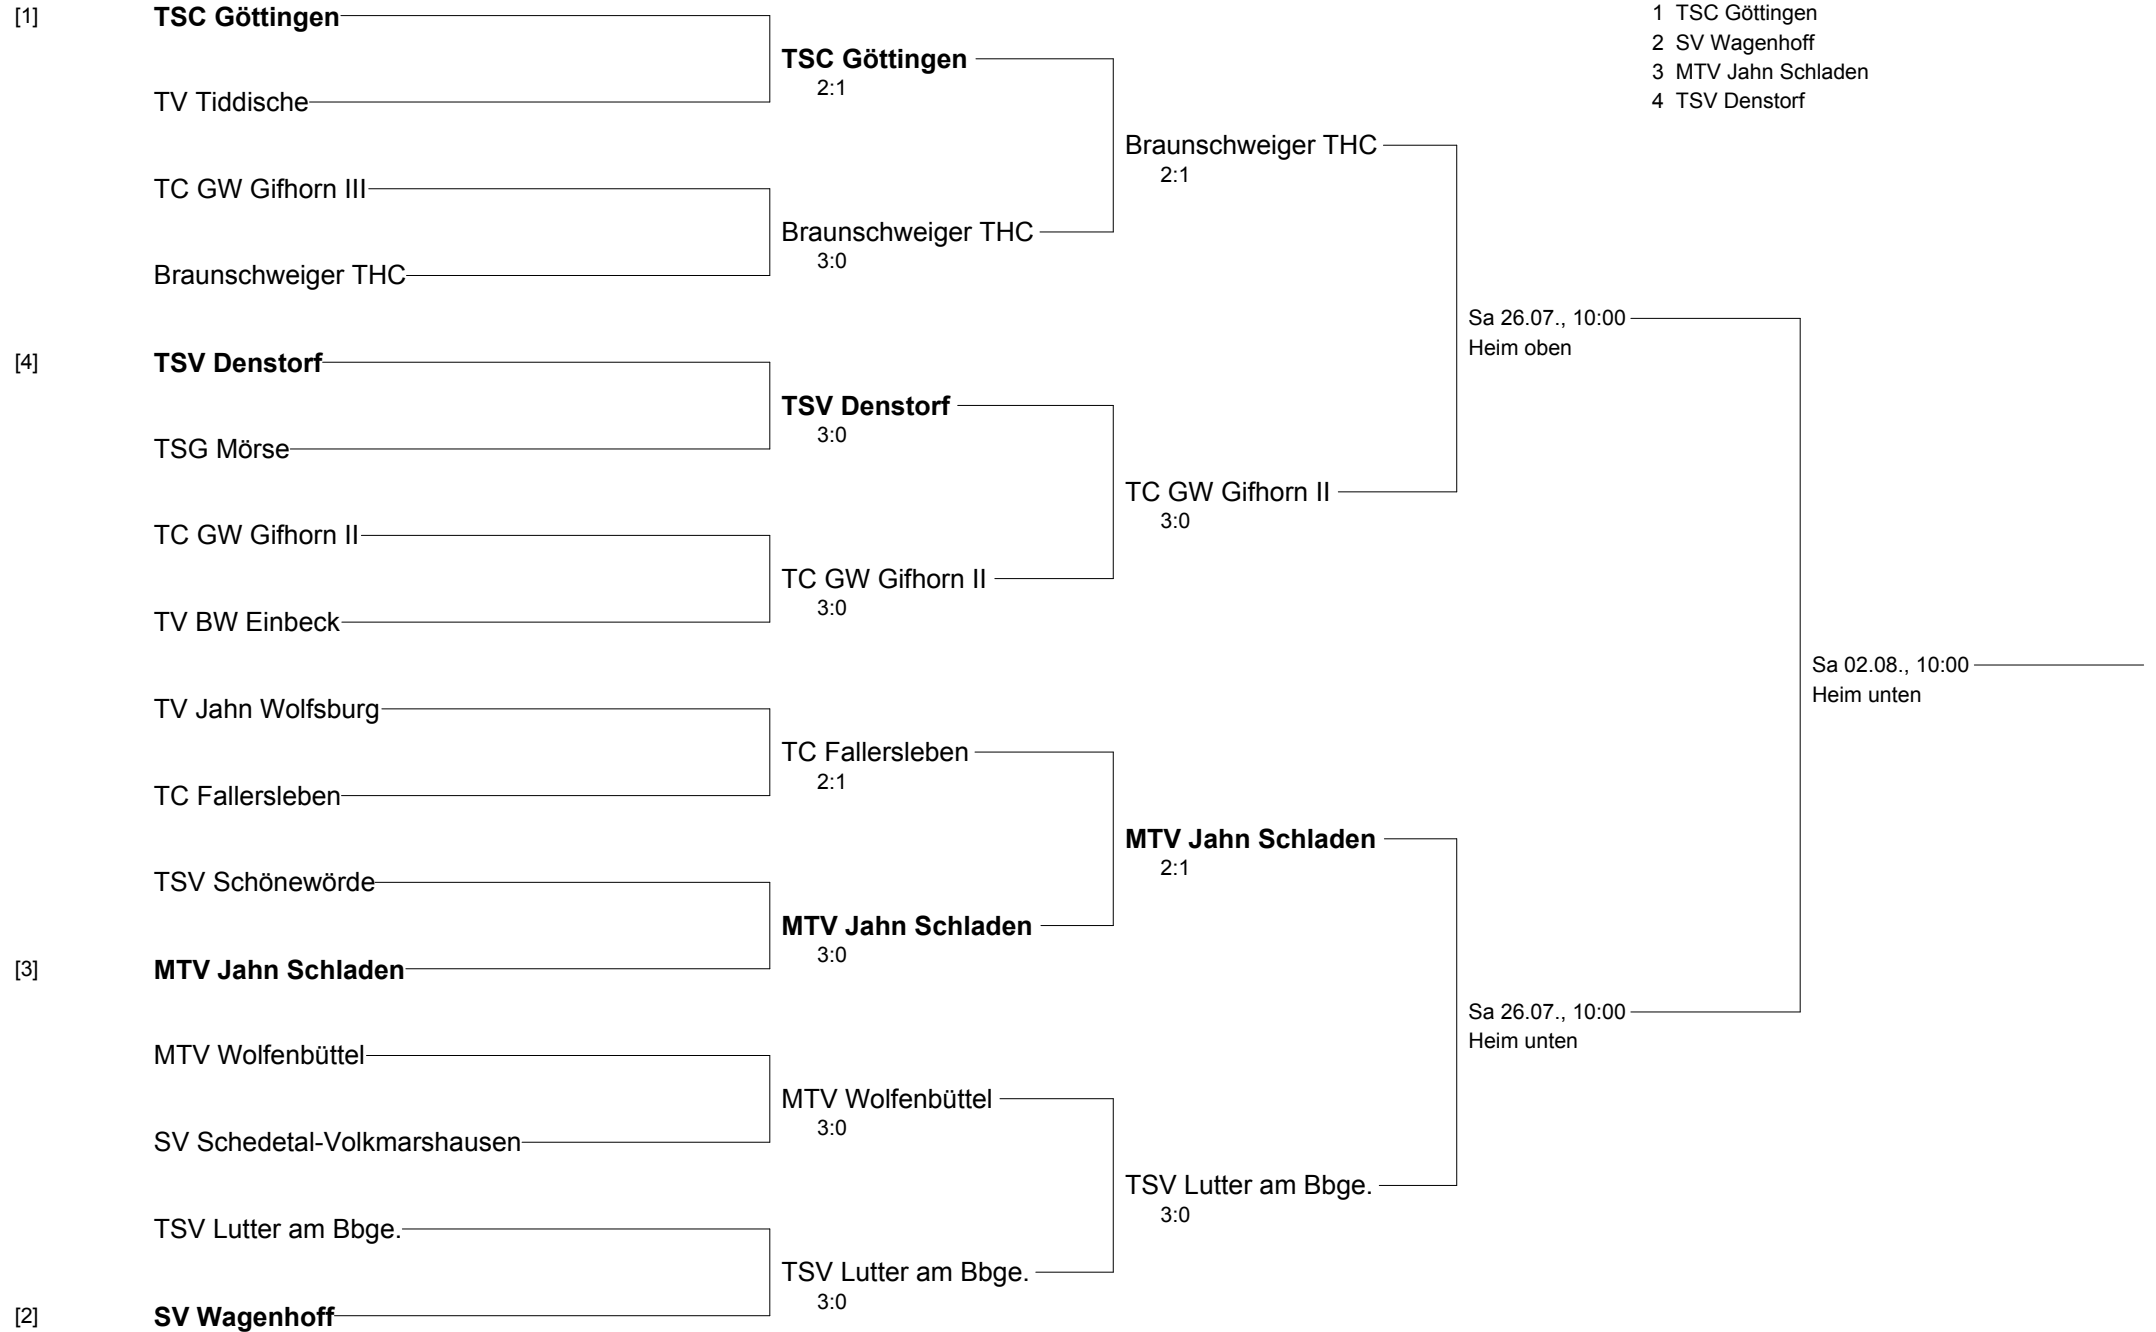 [1]
TSC Göttingen
TV Tiddische
TC GW Gifhorn III
Braunschweiger THC
[4]
TSV Denstorf
TSG Mörse
TC GW Gifhorn II
TV BW Einbeck
TV Jahn Wolfsburg
TC Fallersleben
TSV Schönewörde
[3]
MTV Jahn Schladen
MTV Wolfenbüttel
SV Schedetal-Volkmarshausen
TSV Lutter am Bbge.
[2]
SV Wagenhoff
TSC Göttingen
2:1
Braunschweiger THC
3:0
TSV Denstorf
3:0
TC GW Gifhorn II
3:0
TC Fallersleben
2:1
MTV Jahn Schladen
3:0
MTV Wolfenbüttel
3:0
TSV Lutter am Bbge.
3:0
Braunschweiger THC
2:1
TC GW Gifhorn II
3:0
MTV Jahn Schladen
2:1
TSV Lutter am Bbge.
3:0
Sa 26.07., 10:00
Heim oben
Sa 26.07., 10:00
Heim unten
Sa 02.08., 10:00
Heim unten
1 TSC Göttingen
2 SV Wagenhoff
3 MTV Jahn Schladen
4 TSV Denstorf